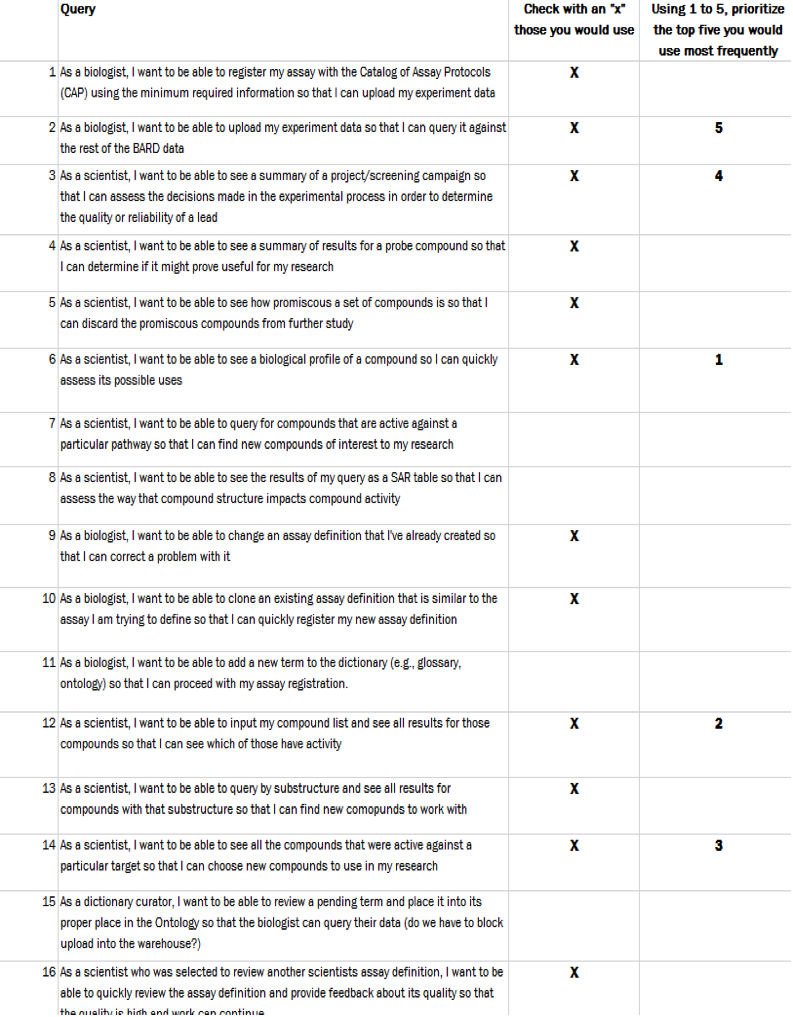 Query
Check with an "x" those you would use
Using 1 to 5, prioritize the top five you would use most frequently
1 As a biologist, I want to be able to register my assay with the Catalog of Assay Protocols X
(CAP) using the minimum required information so that I can upload my experiment data
2 As a biologist, I want to be able to upload my experiment data so that I can query it against X 5
the rest of the BARD data
3 As a scientist, I want to be able to see a summary of a project/screening campaign so X 4
that I can assess the decisions made in the experimental process in order to determine
the quality or reliability of a lead
4 As a scientist, I want to be able to see a summary of results for a probe compound so that X
I can determine if it might prove useful for my research
5 As a scientist, I want to be able to see how promiscous a set of compounds is so that I X
can discard the promiscous compounds from further study
6 As a scientist, I want to be able to see a biological profile of a compound so I can quickly X 1
assess its possible uses
7 As a scientist, I want to be able to query for compounds that are active against a
particular pathway so that I can find new compounds of interest to my research
8 As a scientist, I want to be able to see the results of my query as a SAR table so that I can
assess the way that compound structure impacts compound activity
9 As a biologist, I want to be able to change an assay definition that I've already created so X
that I can correct a problem with it
10 As a biologist, I want to be able to clone an existing assay definition that is similar to the X
assay I am trying to define so that I can quickly register my new assay definition
11 As a biologist, I want to be able to add a new term to the dictionary (e.g., glossary,
ontology) so that I can proceed with my assay registration.
12 As a scientist, I want to be able to input my compound list and see all results for those X 2
compounds so that I can see which of those have activity
13 As a scientist, I want to be able to query by substructure and see all results for X
compounds with that substructure so that I can find new comopunds to work with
14 As a scientist, I want to be able to see all the compounds that were active against a X 3
particular target so that I can choose new compounds to use in my research
15 As a dictionary curator, I want to be able to review a pending term and place it into its
proper place in the Ontology so that the biologist can query their data (do we have to block
upload into the warehouse?)
16 As a scientist who was selected to review another scientists assay definition, I want to be X
able to quickly review the assay definition and provide feedback about its quality so that
the quality is high and work can continue